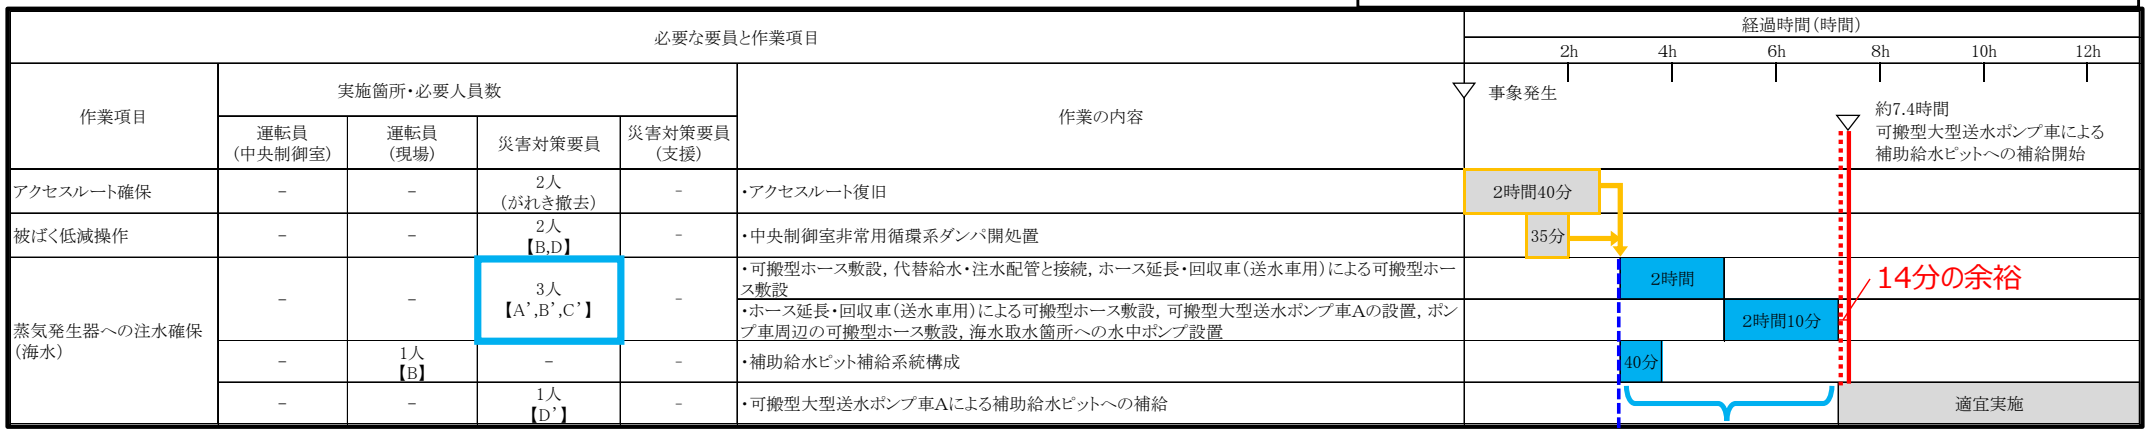 必要な要員と作業項目
経過時間(時間)
2h 4h 6h 8h 10h 12h
作業項目
実施箇所・必要人員数
作業の内容
運転員
(中央制御室)
運転員
(現場)
災害対策要員
災害対策要員
(支援)
事象発生
約7.4時間
可搬型大型送水ポンプ車による
補助給水ピットへの補給開始
アクセスルート確保
－
－
2人
(がれき撤去)
－
・アクセスルート復旧
2時間40分
被ばく低減操作
－
－
2人
【B,D】
－
・中央制御室非常用循環系ダンパ開処置
35分
蒸気発生器への注水確保
(海水)
－
－
3人
【A’,B’,C’】
－
・可搬型ホース敷設，代替給水・注水配管と接続，ホース延長・回収車(送水車用)による可搬型ホー
ス敷設
2時間
14分の余裕
・ホース延長・回収車(送水車用)による可搬型ホース敷設，可搬型大型送水ポンプ車Aの設置，ポン
プ車周辺の可搬型ホース敷設，海水取水箇所への水中ポンプ設置
2時間10分
－
1人
【B】
－
－
・補助給水ピット補給系統構成
40分
－
－
1人
【D’】
－
・可搬型大型送水ポンプ車Aによる補助給水ピットへの補給
適宜実施